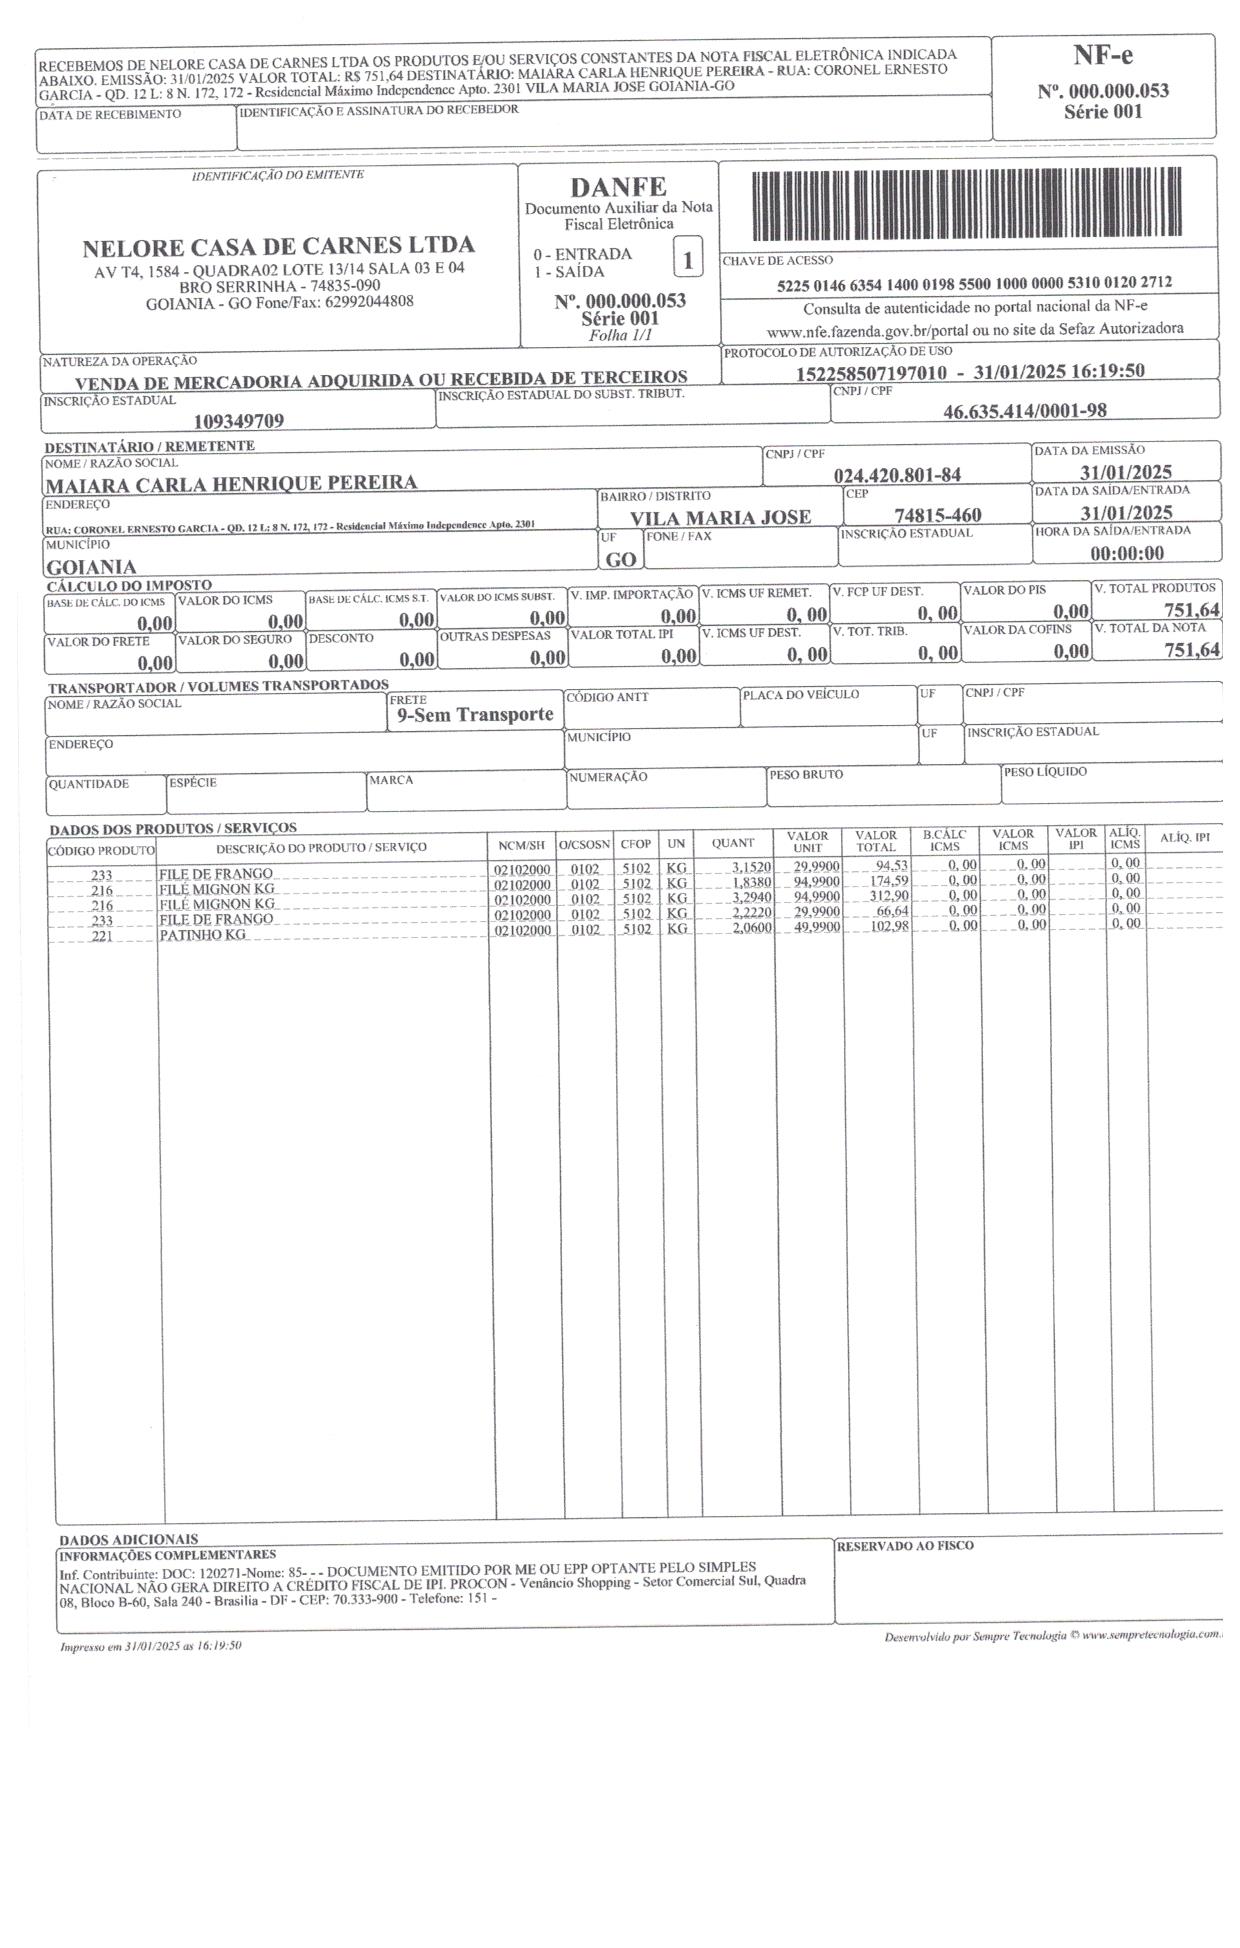 RECEBEMOS DE NELORE CASA DE CARNES LTDA OS PRODUTOS E/OU SERVIÇOS CONSTANTES DA NOTA FISCAL ELETRÔNICA INDICADA
ABAIXO. EMISSÃO: 31/01/2025 VALOR TOTAL: R$ 751,64 DESTINATÁRIO: MAIARA CARLA HENRIQUE PEREIRA - RUA: CORONEL ERNESTO
GARCIA - QD. 12 L: 8 N. 172, 172 - Residencial Máximo Independence Apto. 2301 VILA MARIA JOSE GOIANIA-GO
DATA DE RECEBIMENTO
IDENTIFICAÇÃO E ASSINATURA DO RECEBEDOR
NF-e
Nº. 000.000.053
Série 001
IDENTIFICAÇÃO DO EMITENTE
NELORE CASA DE CARNES LTDA
AV T4, 1584 - QUADRA02 LOTE 13/14 SALA 03 E 04
BRO SERRINHA - 74835-090
GOIANIA - GO Fone/Fax: 62992044808
DANFE
Documento Auxiliar da Nota
Fiscal Eletrônica
0 - ENTRADA
1 - SAÍDA
1
Nº. 000.000.053
Série 001
Folha 1/1
CHAVE DE ACESSO
5225 0146 6354 1400 0198 5500 1000 0000 5310 0120 2712
Consulta de autenticidade no portal nacional da NF-e
www.nfe.fazenda.gov.br/portal ou no site da Sefaz Autorizadora
NATUREZA DA OPERAÇÃO
VENDA DE MERCADORIA ADQUIRIDA OU RECEBIDA DE TERCEIROS
PROTOCOLO DE AUTORIZAÇÃO DE USO
152258507197010 - 31/01/2025 16:19:50
INSCRIÇÃO ESTADUAL
109349709
INSCRIÇÃO ESTADUAL DO SUBST. TRIBUT.
CNPJ / CPF
46.635.414/0001-98
DESTINATÁRIO / REMETENTE
NOME / RAZÃO SOCIAL
MAIARA CARLA HENRIQUE PEREIRA
CNPJ / CPF
024.420.801-84
DATA DA EMISSÃO
31/01/2025
ENDEREÇO
RUA: CORONEL ERNESTO GARCIA - QD. 12 L: 8 N. 172, 172 - Residencial Máximo Independence Apto. 2301
BAIRRO / DISTRITO
VILA MARIA JOSE
CEP
74815-460
DATA DA SAÍDA/ENTRADA
31/01/2025
MUNICÍPIO
GOIANIA
UF
GO
FONE / FAX
INSCRIÇÃO ESTADUAL
HORA DA SAÍDA/ENTRADA
00:00:00
CÁLCULO DO IMPOSTO
BASE DE CÁLC. DO ICMS VALOR DO ICMS BASE DE CÁLC. ICMS S.T. VALOR DO ICMS SUBST. V. IMP. IMPORTAÇÃO V. ICMS UF REMET. V. FCP UF DEST. VALOR DO PIS V. TOTAL PRODUTOS
0,00 0,00 0,00 0,00 0,00 0, 00 0, 00 0,00 751,64
VALOR DO FRETE VALOR DO SEGURO DESCONTO OUTRAS DESPESAS VALOR TOTAL IPI V. ICMS UF DEST. V. TOT. TRIB. VALOR DA COFINS V. TOTAL DA NOTA
0,00 0,00 0,00 0,00 0,00 0, 00 0, 00 0,00 751,64
TRANSPORTADOR / VOLUMES TRANSPORTADOS
NOME / RAZÃO SOCIAL
FRETE
9-Sem Transporte
CÓDIGO ANTT
PLACA DO VEÍCULO
UF
CNPJ / CPF
ENDEREÇO
MUNICÍPIO
UF
INSCRIÇÃO ESTADUAL
QUANTIDADE
ESPÉCIE
MARCA
NUMERAÇÃO
PESO BRUTO
PESO LÍQUIDO
DADOS DOS PRODUTOS / SERVIÇOS
CÓDIGO PRODUTO DESCRIÇÃO DO PRODUTO / SERVIÇO NCM/SH O/CSOSN CFOP UN QUANT VALOR UNIT VALOR TOTAL B.CÁLC ICMS VALOR ICMS VALOR IPI ALÍQ. ICMS ALÍQ. IPI
233 FILE DE FRANGO 02102000 0102 5102 KG 3,1520 29,9900 94,53 0, 00 0, 00 0, 00
216 FILÉ MIGNON KG 02102000 0102 5102 KG 1,8380 94,9900 174,59 0, 00 0, 00 0, 00
216 FILÉ MIGNON KG 02102000 0102 5102 KG 3,2940 94,9900 312,90 0, 00 0, 00 0, 00
233 FILE DE FRANGO 02102000 0102 5102 KG 2,2220 29,9900 66,64 0, 00 0, 00 0, 00
221 PATINHO KG 02102000 0102 5102 KG 2,0600 49,9900 102,98 0, 00 0, 00 0, 00
DADOS ADICIONAIS
INFORMAÇÕES COMPLEMENTARES
Inf. Contribuinte: DOC: 120271-Nome: 85- - - DOCUMENTO EMITIDO POR ME OU EPP OPTANTE PELO SIMPLES
NACIONAL NÃO GERA DIREITO A CRÉDITO FISCAL DE IPI. PROCON - Venâncio Shopping - Setor Comercial Sul, Quadra
08, Bloco B-60, Sala 240 - Brasilia - DF - CEP: 70.333-900 - Telefone: 151 -
RESERVADO AO FISCO
Impresso em 31/01/2025 as 16:19:50
Desenvolvido por Sempre Tecnologia © www.sempretecnologia.com.